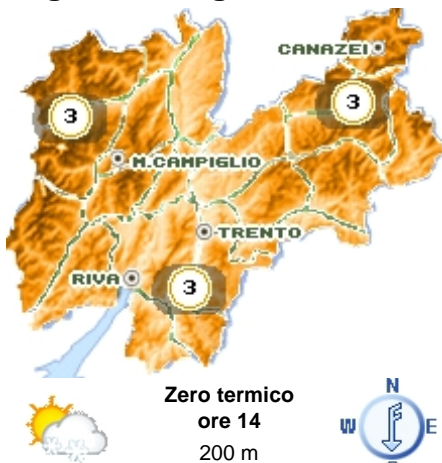 CANAZEI
3
3
M.CAMPIGLIO
TRENTO
RIVA
3
Zero termico
ore 14
200 m
N
W E